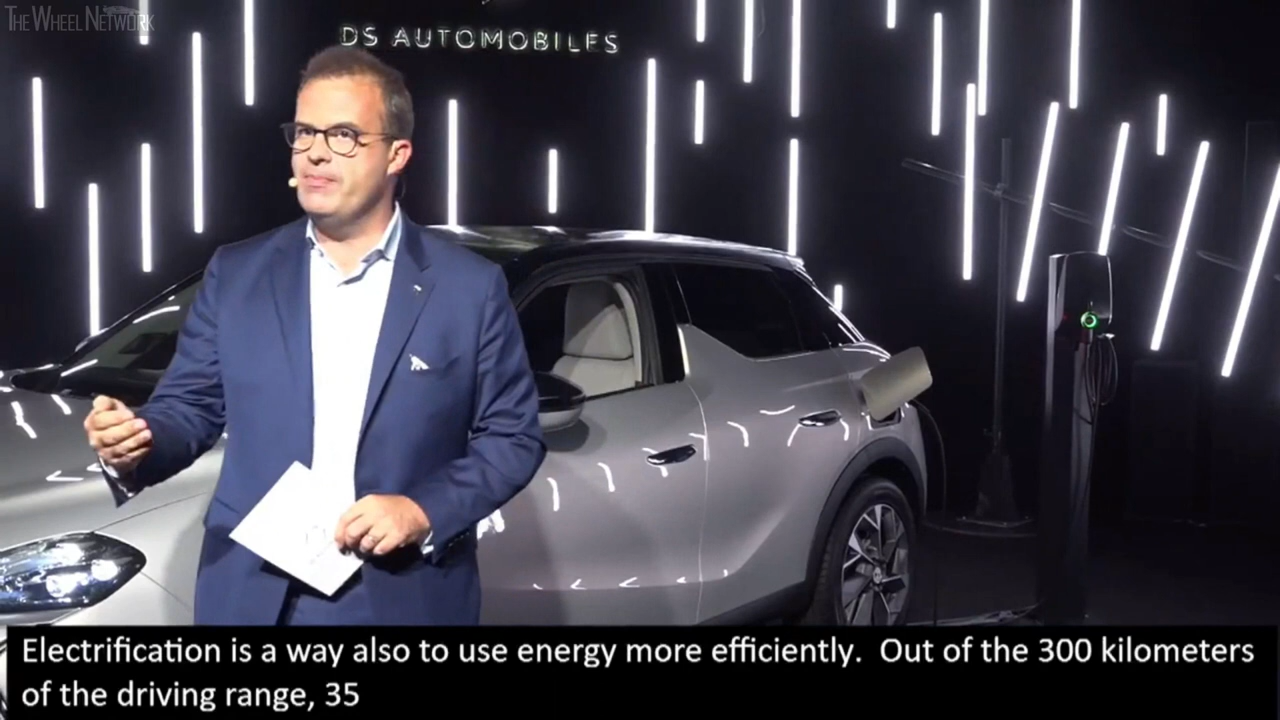 THE WHEEL NETWORK
DS AUTOMOBILES
Electrification is a way also to use energy more efficiently.  Out of the 300 kilometers
of the driving range, 35